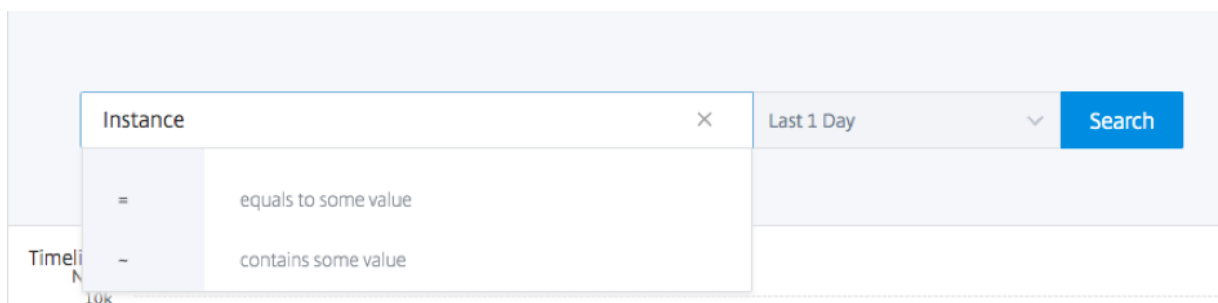 Instance
Last 1 Day
Search
= equals to some value
~ contains some value
Timeli
N
10k